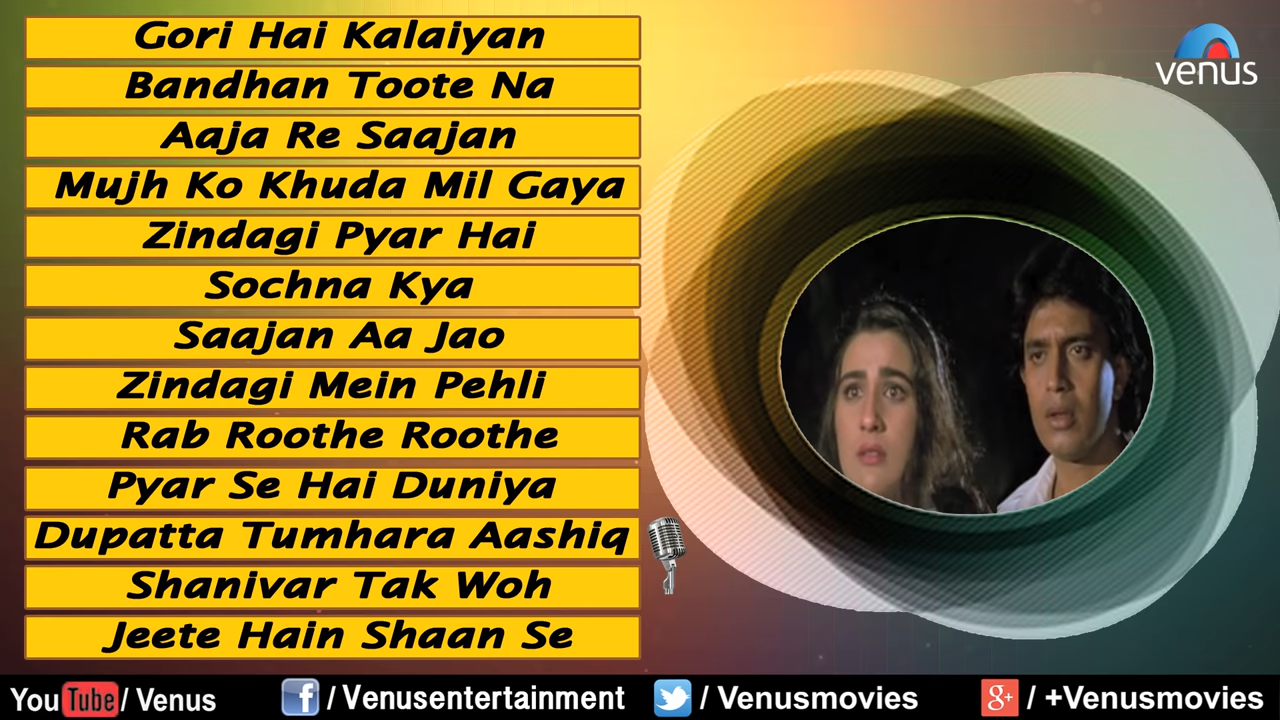 Gori Hai Kalaiyan
Bandhan Toote Na
Aaja Re Saajan
Mujh Ko Khuda Mil Gaya
Zindagi Pyar Hai
Sochna Kya
Saajan Aa Jao
Zindagi Mein Pehli
Rab Roothe Roothe
Pyar Se Hai Duniya
Dupatta Tumhara Aashiq
Shanivar Tak Woh
Jeete Hain Shaan Se
venus
YouTube / Venus
f / Venusentertainment
/ Venusmovies
g+ / +Venusmovies